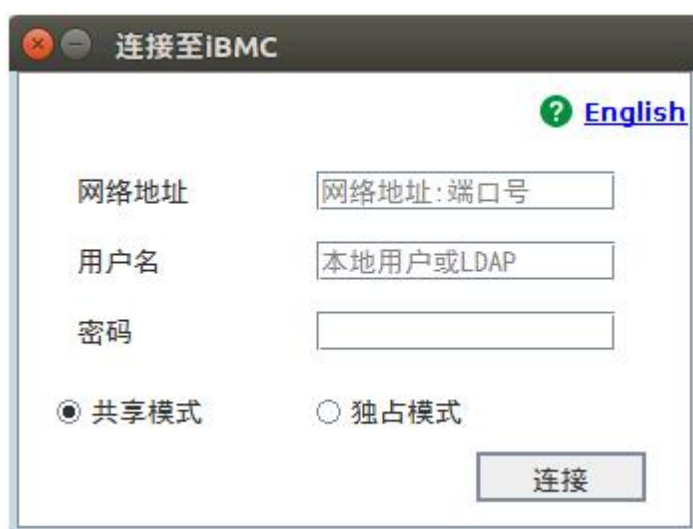 连接至iBMC
English
网络地址 网络地址:端口号
用户名 本地用户或LDAP
密码
共享模式 独占模式
连接